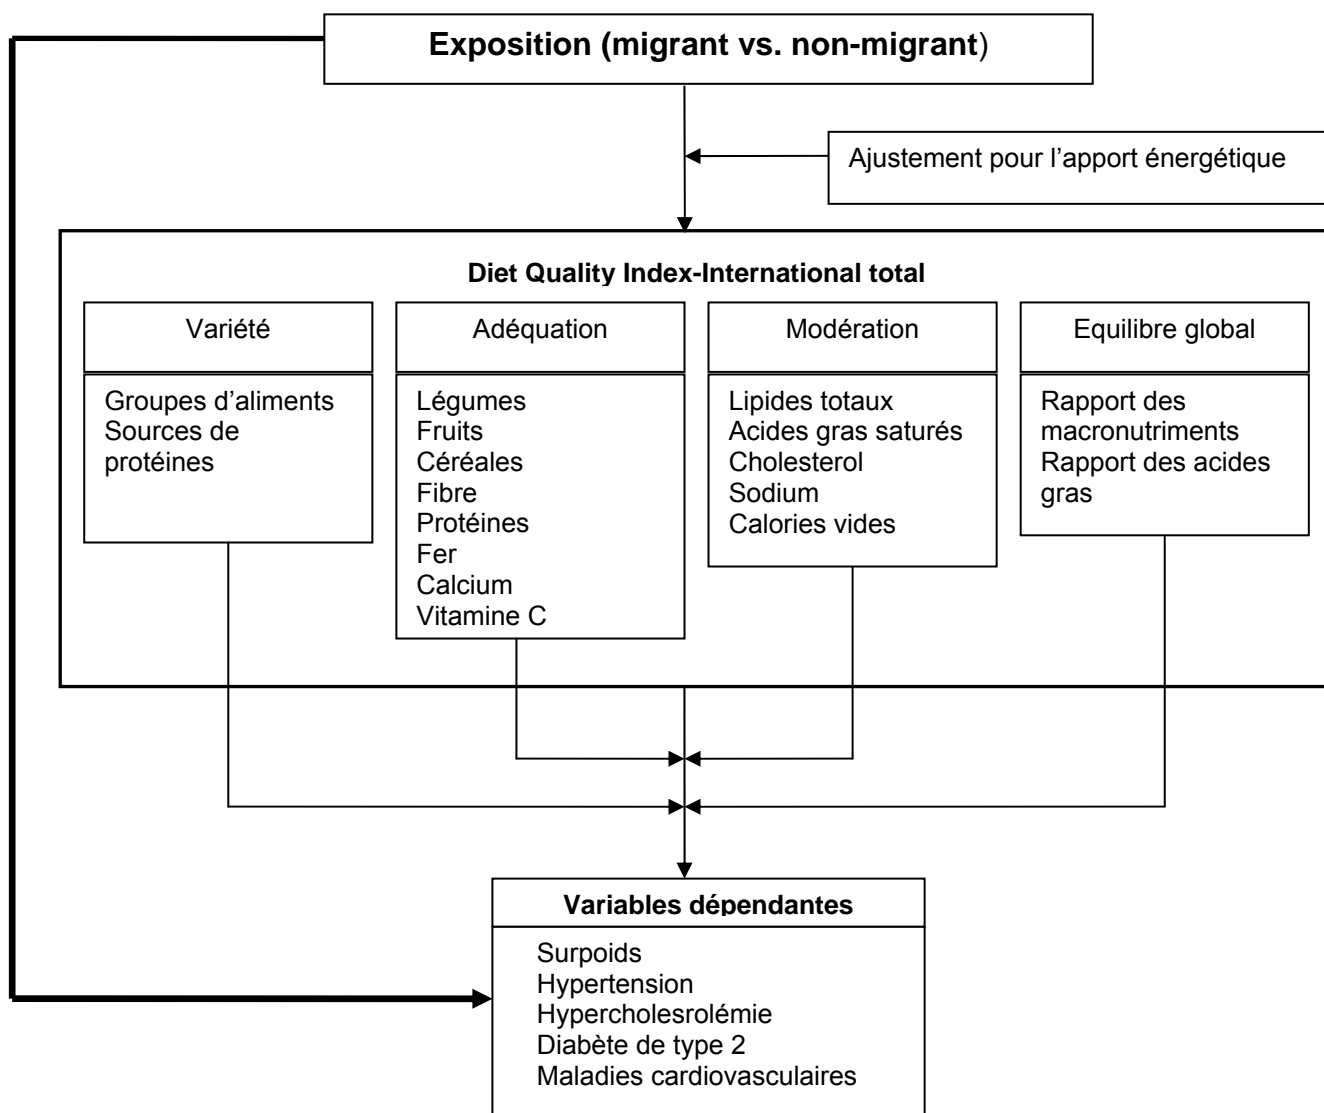 Exposition (migrant vs. non-migrant)
Ajustement pour l'apport énergétique
Diet Quality Index-International total
Variété
Groupes d'aliments
Sources de
protéines
Adéquation
Légumes
Fruits
Céréales
Fibre
Protéines
Fer
Calcium
Vitamine C
Modération
Lipides totaux
Acides gras saturés
Cholesterol
Sodium
Calories vides
Equilibre global
Rapport des
macronutriments
Rapport des acides
gras
Variables dépendantes
Surpoids
Hypertension
Hypercholesrolémie
Diabète de type 2
Maladies cardiovasculaires